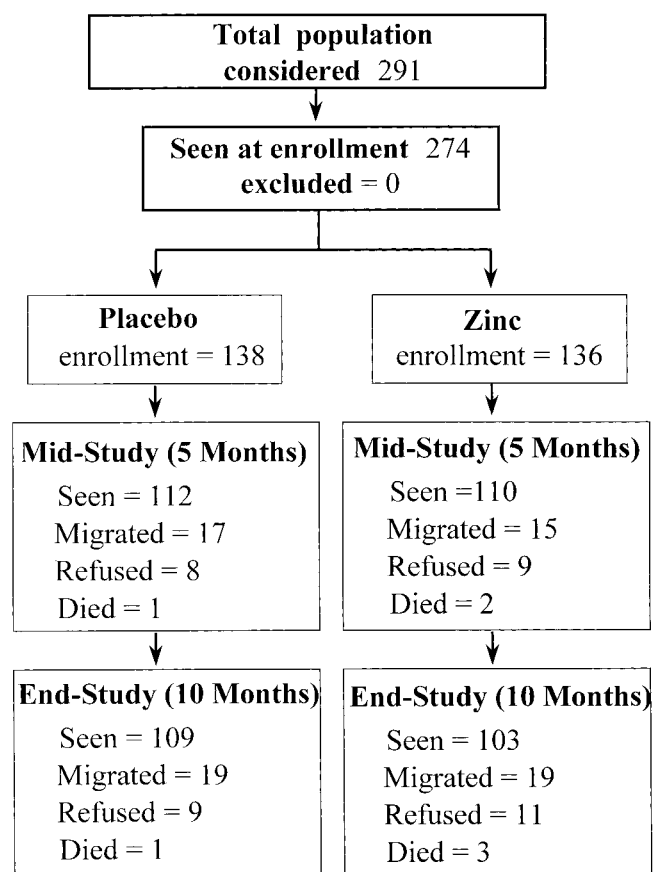 Total population
considered 291
Seen at enrollment 274
excluded = 0
Placebo
enrollment = 138
Zinc
enrollment = 136
Mid-Study (5 Months)
Seen = 112
Migrated = 17
Refused = 8
Died = 1
Mid-Study (5 Months)
Seen =110
Migrated = 15
Refused = 9
Died = 2
End-Study (10 Months)
Seen = 109
Migrated = 19
Refused = 9
Died = 1
End-Study (10 Months)
Seen = 103
Migrated = 19
Refused = 11
Died = 3